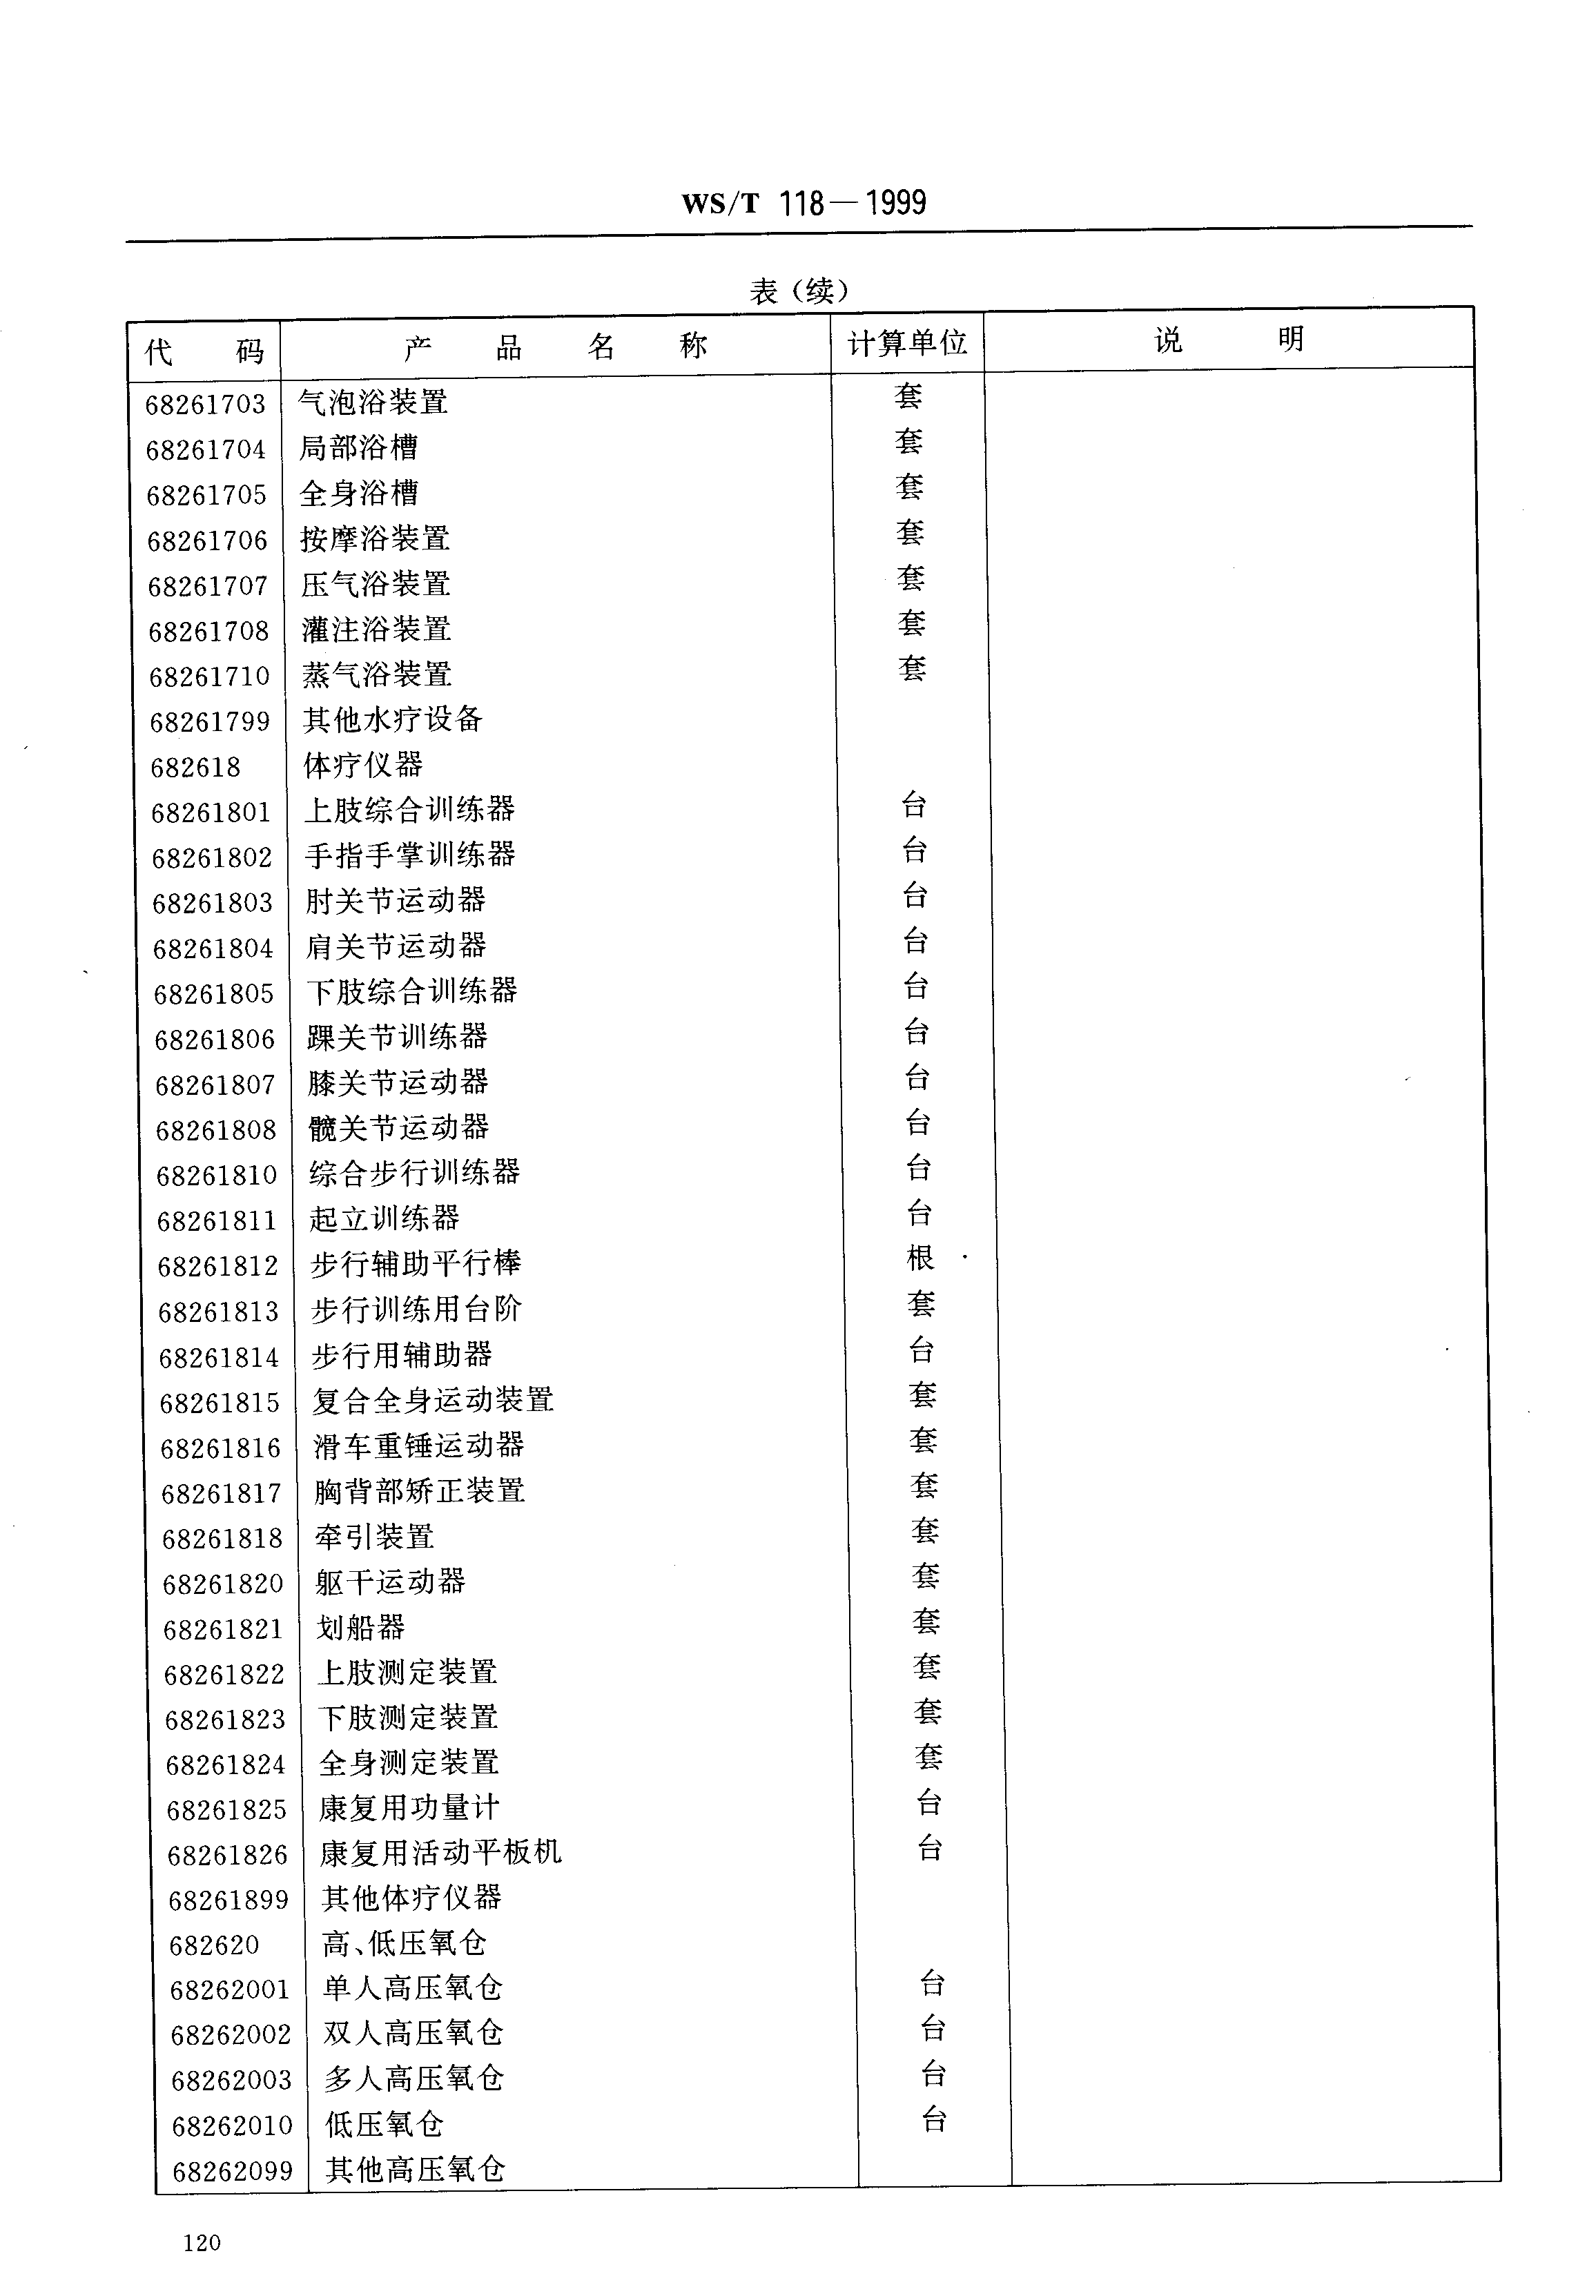 WS/T 118—1999
表(续)
代 码 产 品 名 称 计算单位 说 明
68261703 气泡浴装置 套
68261704 局部浴槽 套
68261705 全身浴槽 套
68261706 按摩浴装置 套
68261707 压气浴装置 套
68261708 灌注浴装置 套
68261710 蒸气浴装置 套
68261799 其他水疗设备
682618 体疗仪器
68261801 上肢综合训练器 台
68261802 手指手掌训练器 台
68261803 肘关节运动器 台
68261804 肩关节运动器 台
68261805 下肢综合训练器 台
68261806 踝关节训练器 台
68261807 膝关节运动器 台
68261808 髋关节运动器 台
68261810 综合步行训练器 台
68261811 起立训练器 台
68261812 步行辅助平行棒 根
68261813 步行训练用台阶 套
68261814 步行用辅助器 台
68261815 复合全身运动装置 套
68261816 滑车重锤运动器 套
68261817 胸背部矫正装置 套
68261818 牵引装置 套
68261820 躯干运动器 套
68261821 划船器 套
68261822 上肢测定装置 套
68261823 下肢测定装置 套
68261824 全身测定装置 套
68261825 康复用功量计 台
68261826 康复用活动平板机 台
68261899 其他体疗仪器
682620 高、低压氧仓
68262001 单人高压氧仓 台
68262002 双人高压氧仓 台
68262003 多人高压氧仓 台
68262010 低压氧仓 台
68262099 其他高压氧仓
120